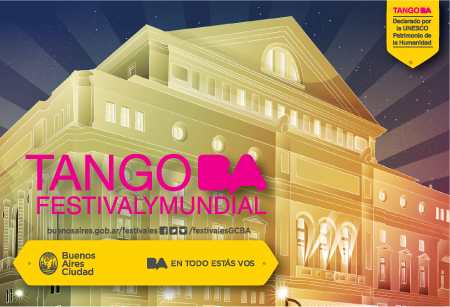 TANGO BA
Declarado por
la UNESCO
Patrimonio de
la Humanidad
TANGO BA
FESTIVALYMUNDIAL
buenosaires.gob.ar/festivales /festivalesGCBA
Buenos
Aires
Ciudad
BA EN TODO ESTÁS VOS